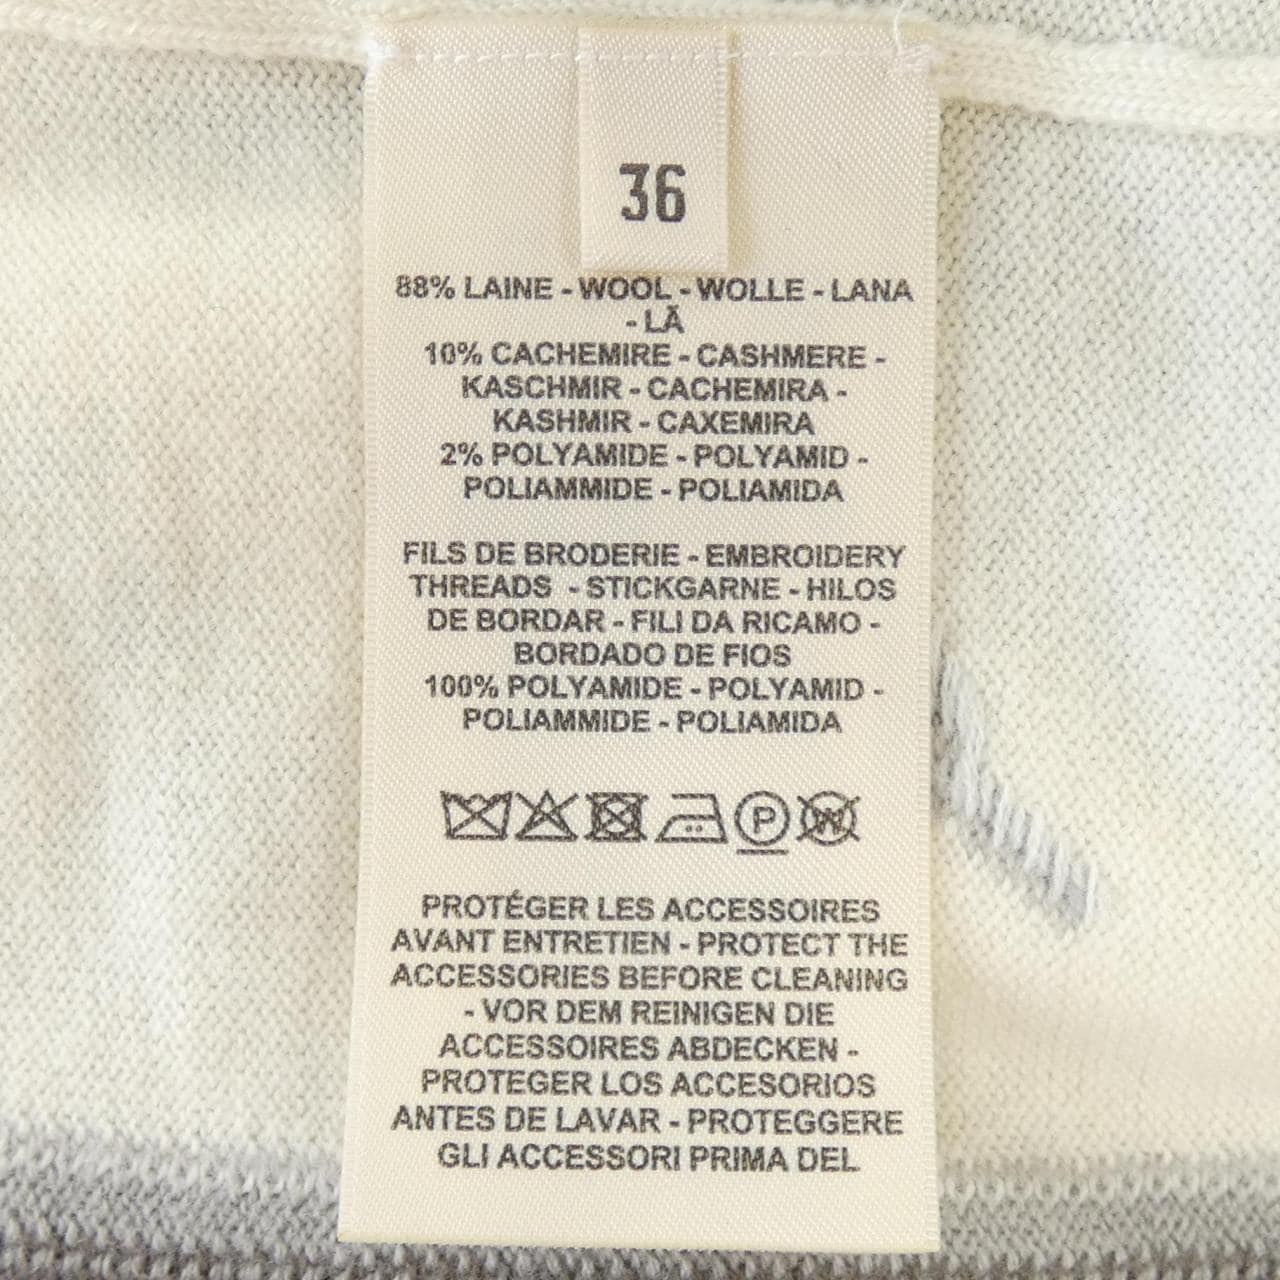 36
88% LAINE - WOOL - WOLLE - LANA
- LÃ
10% CACHEMIRE - CASHMERE -
KASCHMIR - CACHEMIRA -
KASHMIR - CAXEMIRA
2% POLYAMIDE - POLYAMID -
POLIAMMIDE - POLIAMIDA
FILS DE BRODERIE - EMBROIDERY
THREADS - STICKGARNE - HILOS
DE BORDAR - FILI DA RICAMO -
BORDADO DE FIOS
100% POLYAMIDE - POLYAMID -
POLIAMMIDE - POLIAMIDA
P W
PROTÉGER LES ACCESSOIRES
AVANT ENTRETIEN - PROTECT THE
ACCESSORIES BEFORE CLEANING
- VOR DEM REINIGEN DIE
ACCESSOIRES ABDECKEN -
PROTEGER LOS ACCESORIOS
ANTES DE LAVAR - PROTEGGERE
GLI ACCESSORI PRIMA DEL